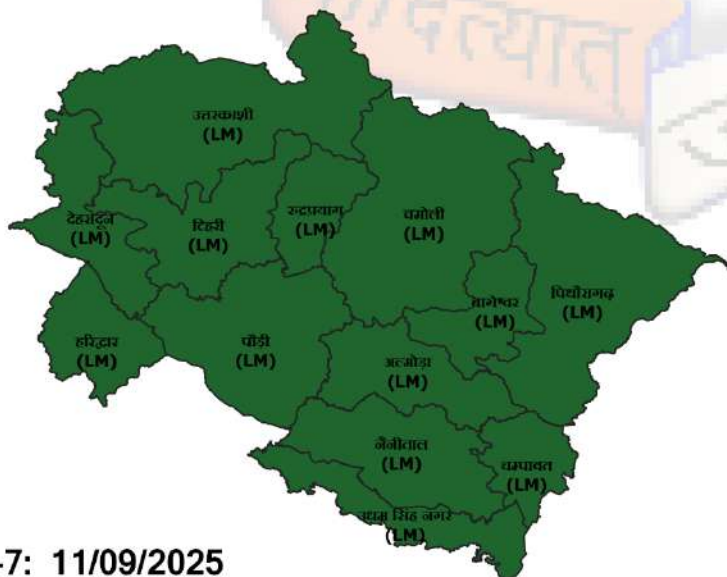 उत्तरकाशी
(LM)
देहरादून
(LM)
टिहरी
(LM)
रुद्रप्रयाग
(LM)
चमोली
(LM)
बागेश्वर
(LM)
पिथौरागढ़
(LM)
हरिद्वार
(LM)
पौड़ी
(LM)
अल्मोड़ा
(LM)
नैनीताल
(LM)
चम्पावत
(LM)
उधम सिंह नगर
(LM)
-7: 11/09/2025